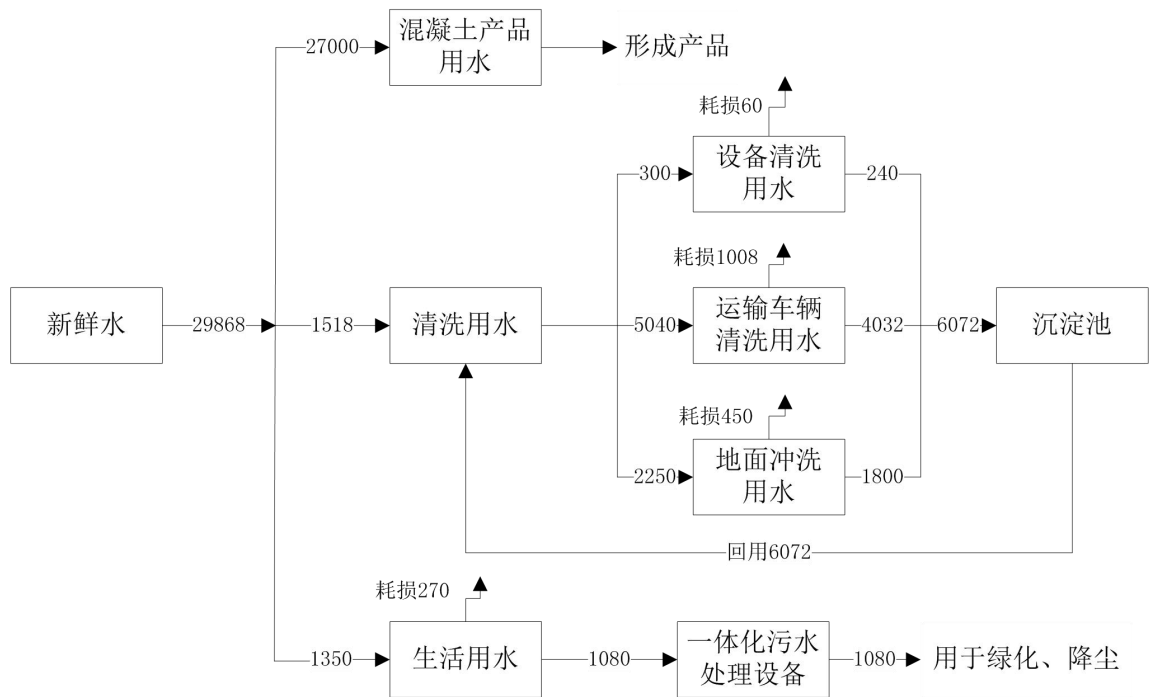 27000
混凝土产品
用水
形成产品
耗损60
300
设备清洗
用水
240
耗损1008
新鲜水
29868
1518
清洗用水
5040
运输车辆
清洗用水
4032
6072
沉淀池
耗损450
2250
地面冲洗
用水
1800
回用6072
耗损270
1350
生活用水
1080
一体化污水
处理设备
1080
用于绿化、降尘